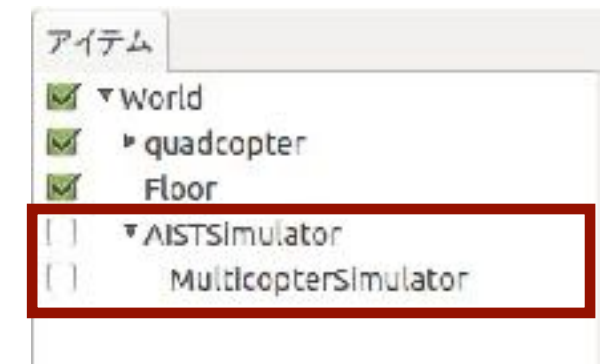 アイテム
World
quadcopter
Floor
AISTSimulator
MulticopterSimulator